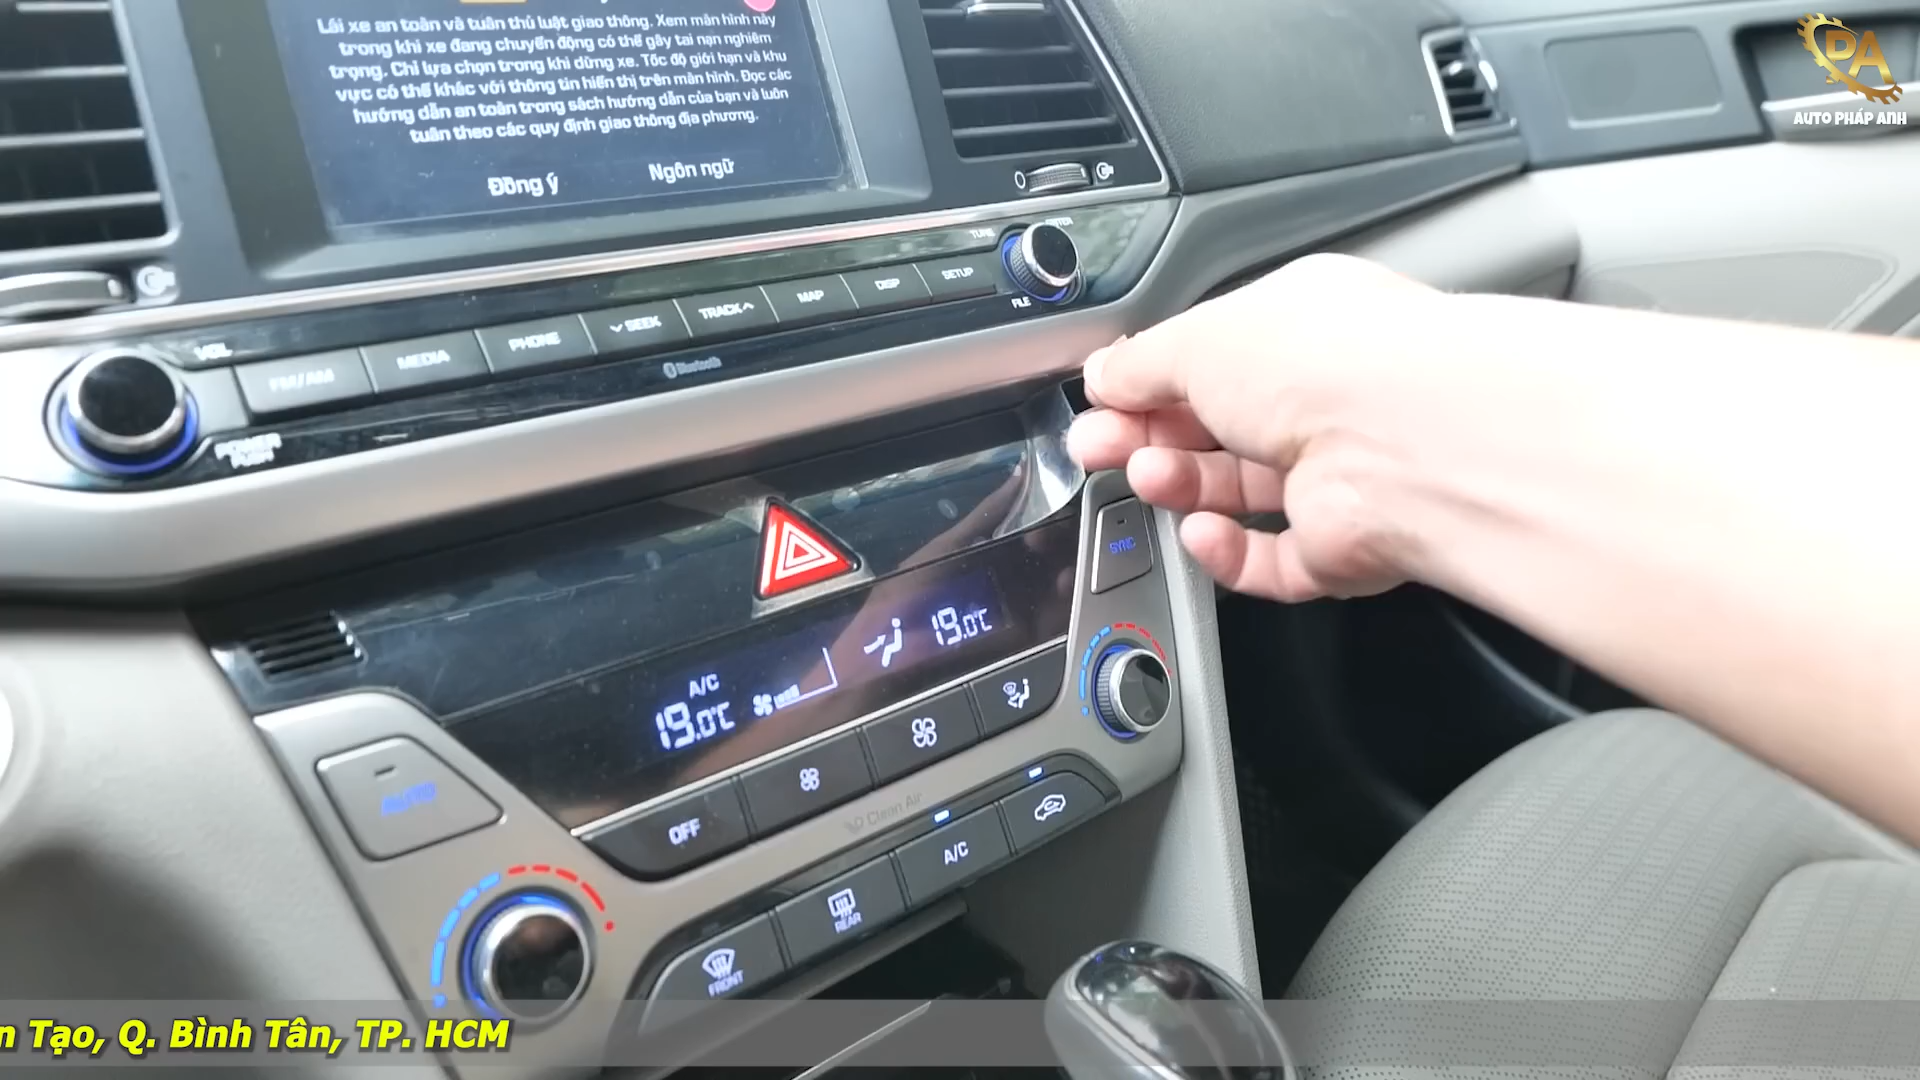 Lái xe an toàn và tuân thủ luật giao thông. Xem màn hình này
trong khi xe đang chuyển động có thể gây tai nạn nghiêm
trọng. Chỉ lựa chọn trong khi dừng xe. Tốc độ giới hạn và khu
vực có thể khác với thông tin hiển thị trên màn hình. Đọc các
hướng dẫn an toàn trong sách hướng dẫn của bạn và luôn
tuân theo các quy định giao thông địa phương.
Đồng ý
Ngôn ngữ
PA
AUTO PHÁP ANH
TUNE
ENTER
FILE
VOL
POWER
PUSH
FM/AM
MEDIA
PHONE
SEEK
TRACK
MAP
DISP
SETUP
Bluetooth
SYNC
A/C
19.0°C
19.0°C
AUTO
OFF
Clean Air
A/C
REAR
FRONT
n Tạo, Q. Bình Tân, TP. HCM